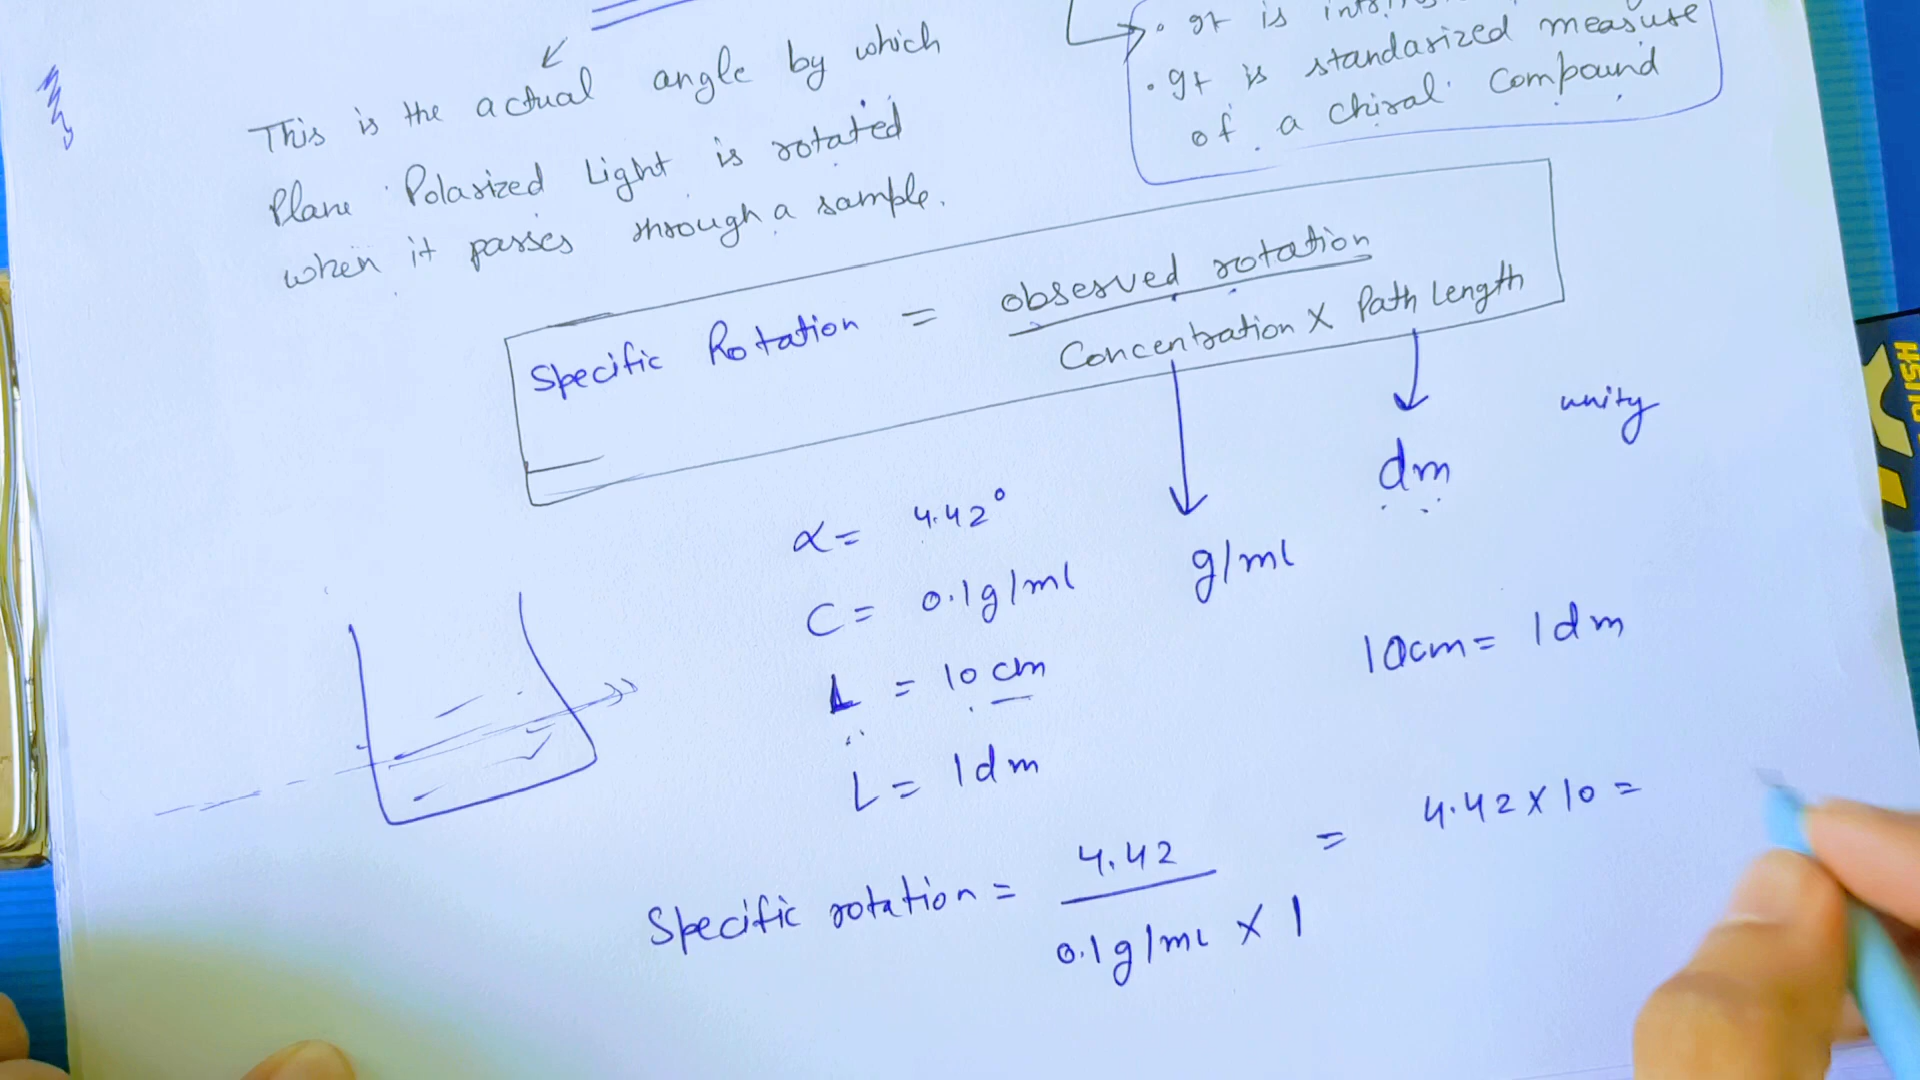 This is the actual angle by which
Plane Polarized Light is rotated
when it passes through a sample.
• It is
• It is standarized measure
of a chiral compound
Specific Rotation = observed rotation
Concentration X Path Length
unity
dm
g/ml
α = 4.42°
C = 0.1g/ml
L = 10 cm
10cm = 1dm
L = 1dm
Specific rotation = 4.42
0.1g/ml X 1
= 4.42 X 10 =